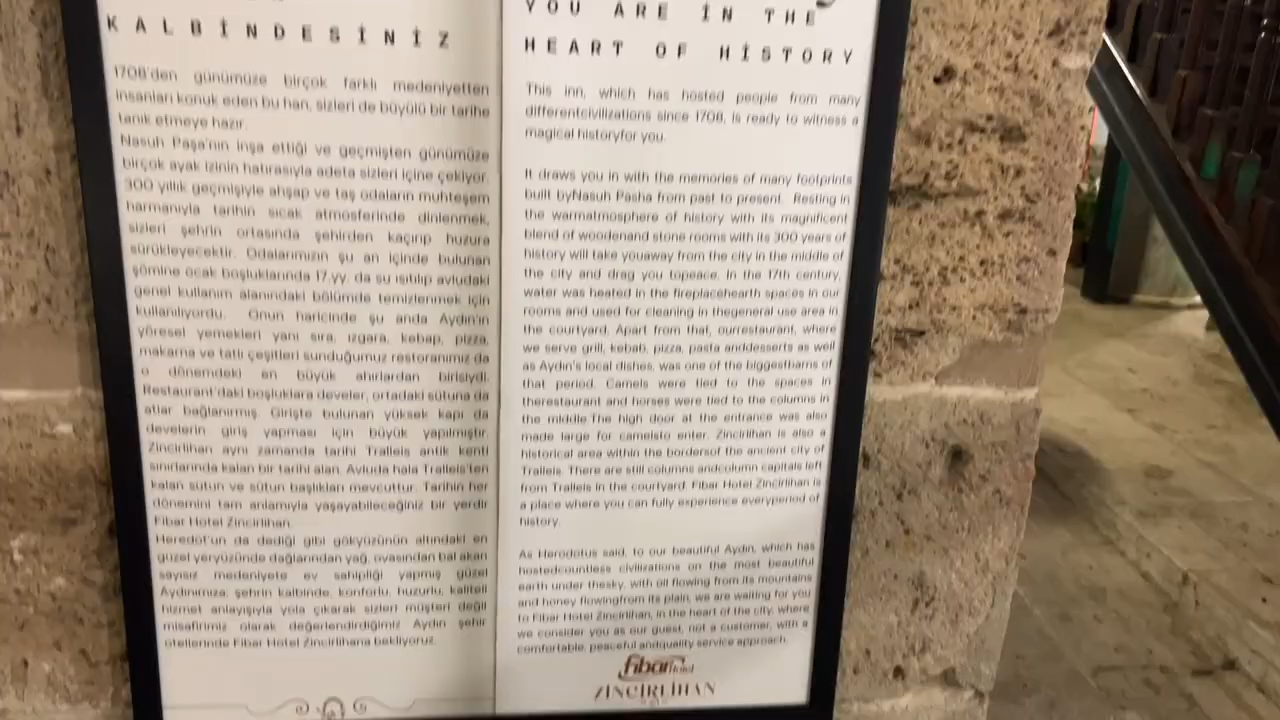 KALBİNDESİNİZ
1708'den günümüze birçok farklı medeniyetten
insanları konuk eden bu han, sizleri de büyülü bir tarihe
tanık etmeye hazır.
Nasuh Paşa'nın inşa ettiği ve geçmişten günümüze
birçok ayak izinin hatırasıyla adeta sizleri içine çekiyor.
300 yıllık geçmişiyle ahşap ve taş odaların muhteşem
harmanıyla tarihin sıcak atmosferinde dinlenmek,
sizleri şehrin ortasında şehirden kaçırıp huzura
sürükleyecektir. Odalarımızın şu an içinde bulunan
şömine ocak boşluklarında 17.yy. da su ısıtılıp avludaki
genel kullanım alanındaki bölümde temizlenmek için
kullanılıyordu. Onun haricinde şu anda Aydın'ın
yöresel yemekleri yanı sıra, ızgara, kebap, pizza,
makarna ve tatlı çeşitleri sunduğumuz restoranımız da
o dönemdeki en büyük ahırlardan birisiydi.
Restaurant'daki boşluklara develer, ortadaki sütuna da
atlar bağlanırmış. Girişte bulunan yüksek kapı da
develerin giriş yapması için büyük yapılmıştır.
Zincirlihan aynı zamanda tarihi Tralleis antik kenti
sınırlarında kalan bir tarihi alan. Avluda hala Tralleis'ten
kalan sütun ve sütun başlıkları mevcuttur. Tarihin her
dönemini tam anlamıyla yaşayabileceğiniz bir yerdir
Fibar Hotel Zincirlihan.
Heredot'un da dediği gibi gökyüzünün altındaki en
güzel yeryüzünde dağlarından yağ, ovasından bal akan
sayısız medeniyete ev sahipliği yapmış güzel
Aydınımıza, şehrin kalbinde, konforlu, huzurlu, kaliteli
hizmet anlayışıyla yola çıkarak sizleri müşteri değil
misafirimiz olarak değerlendirdiğimiz Aydın şehir
otellerinde Fibar Hotel Zincirlihana bekliyoruz.
YOU ARE İN THE
HEART OF HİSTORY
This inn, which has hosted people from many
differentcivilizations since 1708, is ready to witness a
magical historyfor you.
It draws you in with the memories of many footprints
built byNasuh Pasha from past to present. Resting in
the warmatmosphere of history with its magnificent
blend of woodenand stone rooms with its 300 years of
history will take youaway from the city in the middle of
the city and drag you topeace. In the 17th century,
water was heated in the fireplacehearth spaces in our
rooms and used for cleaning in thegeneral use area in
the courtyard. Apart from that, ourrestaurant, where
we serve grill, kebab, pizza, pasta anddesserts as well
as Aydın's local dishes, was one of the biggestbarns of
that period. Camels were tied to the spaces in
therestaurant and horses were tied to the columns in
the middle.The high door at the entrance was also
made large for camelsto enter. Zincirlihan is also a
historical area within the bordersof the ancient city of
Tralleis. There are still columns andcolumn capitals left
from Tralleis in the courtyard. Fibar Hotel Zincirlihan is
a place where you can fully experience everyperiod of
history.
As Herodotus said, to our beautiful Aydın, which has
hostedcountless civilizations on the most beautiful
earth under thesky, with oil flowing from its mountains
and honey flowingfrom its plain, we are waiting for you
to Fibar Hotel Zincirlihan, in the heart of the city, where
we consider you as our guest, not a customer, with a
comfortable, peaceful andquality service approach.
fibar hotel
ZİNCİRLİHAN